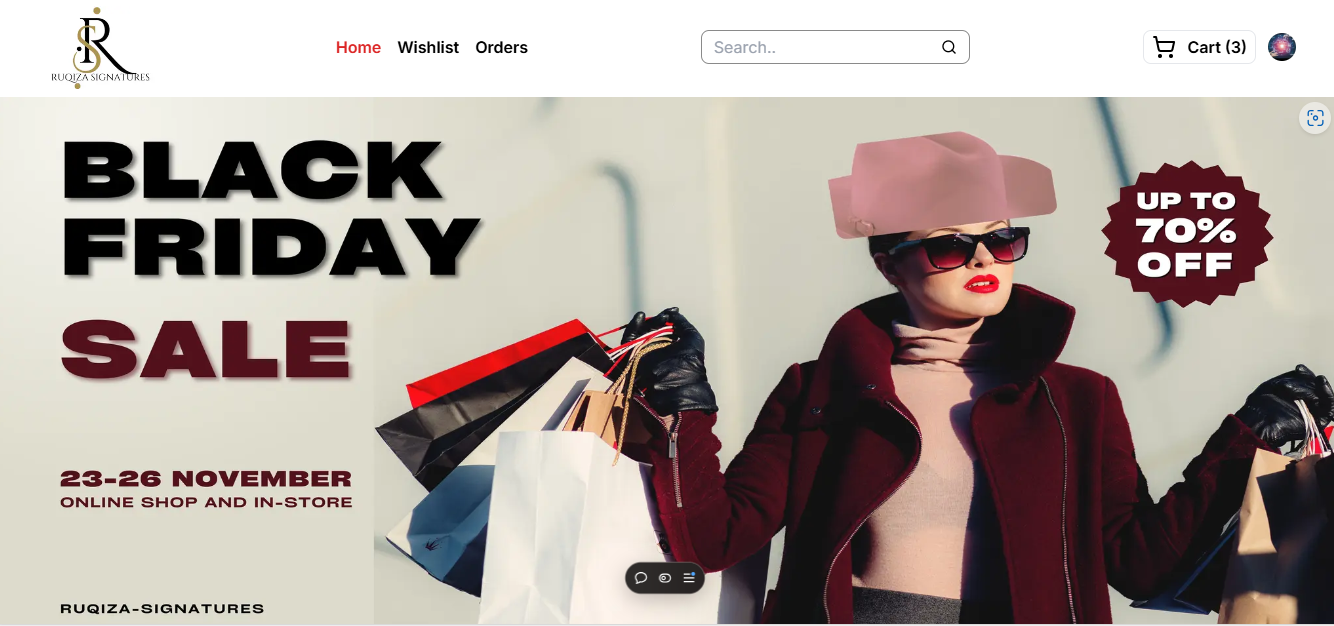 SR
RUQIZA SIGNATURES
Home Wishlist Orders
Search..
Cart (3)
BLACK
FRIDAY
SALE
UP TO
70%
OFF
23-26 NOVEMBER
ONLINE SHOP AND IN-STORE
RUQIZA-SIGNATURES